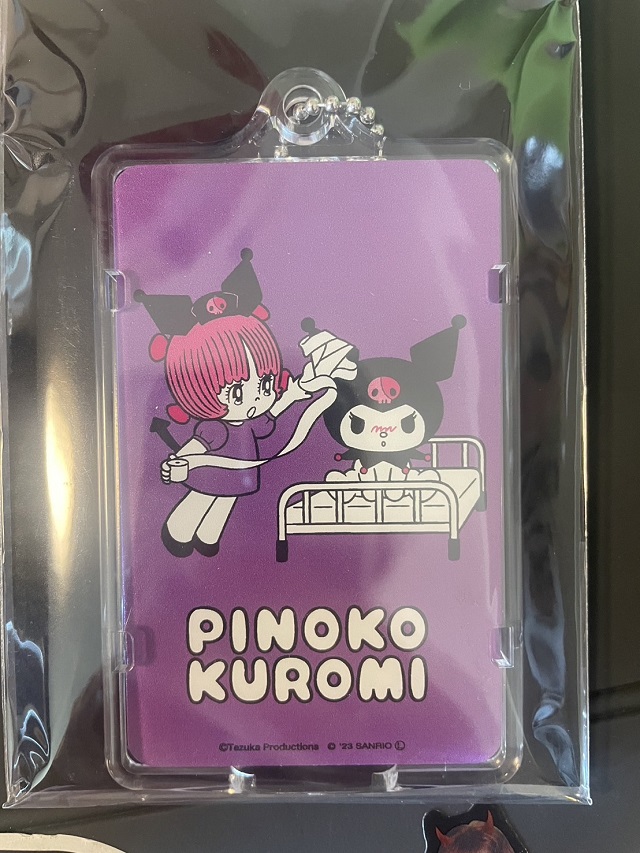 PINOKO
KUROMI
©Tezuka Productions © '23 SANRIO Ⓛ